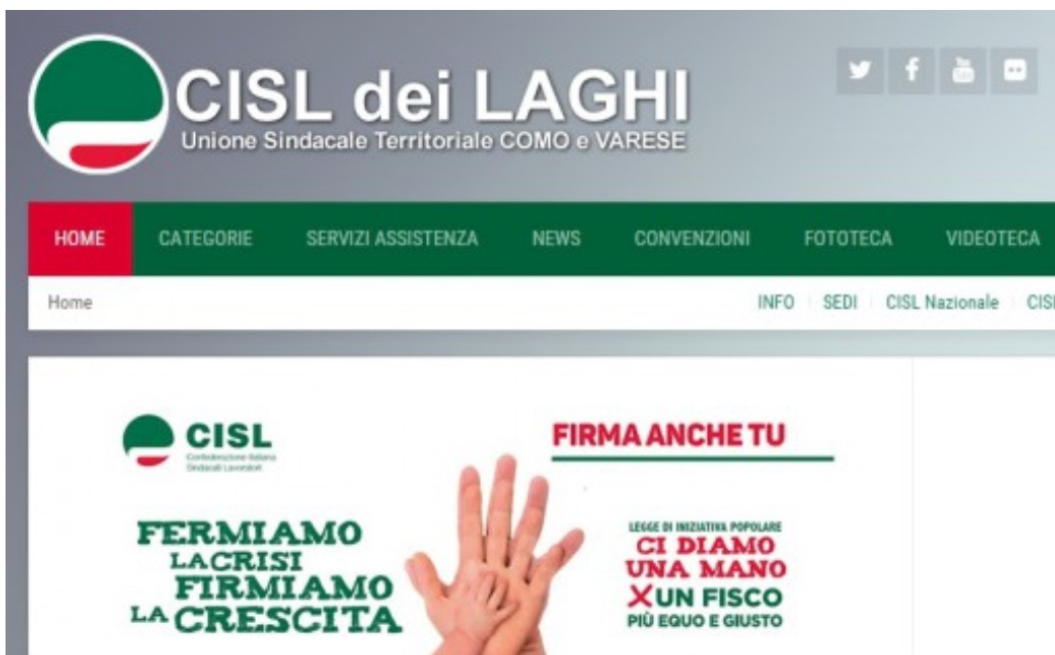 CISL dei LAGHI
Unione Sindacale Territoriale COMO e VARESE
HOME CATEGORIE SERVIZI ASSISTENZA NEWS CONVENZIONI FOTOTECA VIDEOTECA
Home INFO SEDI CISL Nazionale CISL
CISL
Confederazione Italiana
Sindacati Lavoratori
FIRMA ANCHE TU
FERMIAMO
LA CRISI
FIRMIAMO
LA CRESCITA
LEGGE DI INIZIATIVA POPOLARE
CI DIAMO
UNA MANO
X UN FISCO
PIÙ EQUO E GIUSTO